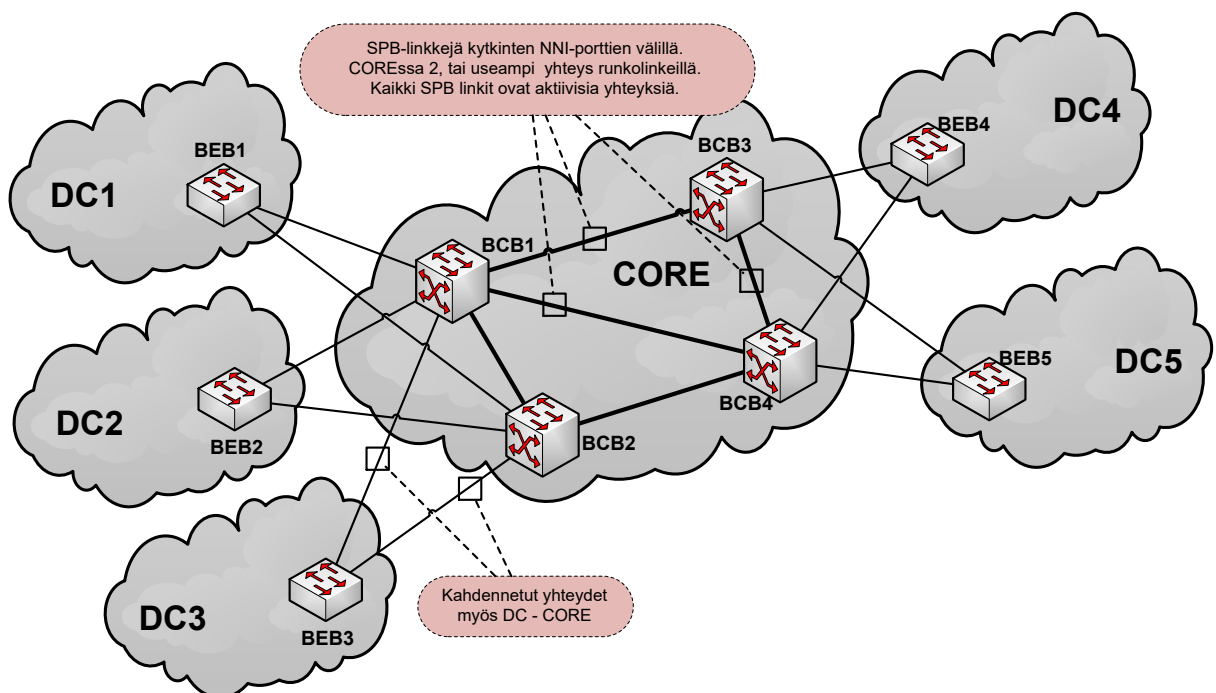 SPB-linkkejä kytkinten NNI-porttien välillä.
COREssa 2, tai useampi yhteys runkolinkeillä.
Kaikki SPB linkit ovat aktiivisia yhteyksiä.
BEB1
DC1
BCB3
BEB4
DC4
BCB1
CORE
BEB2
DC2
BCB2
BCB4
BEB5
DC5
DC3
BEB3
Kahdennetut yhteydet
myös DC - CORE